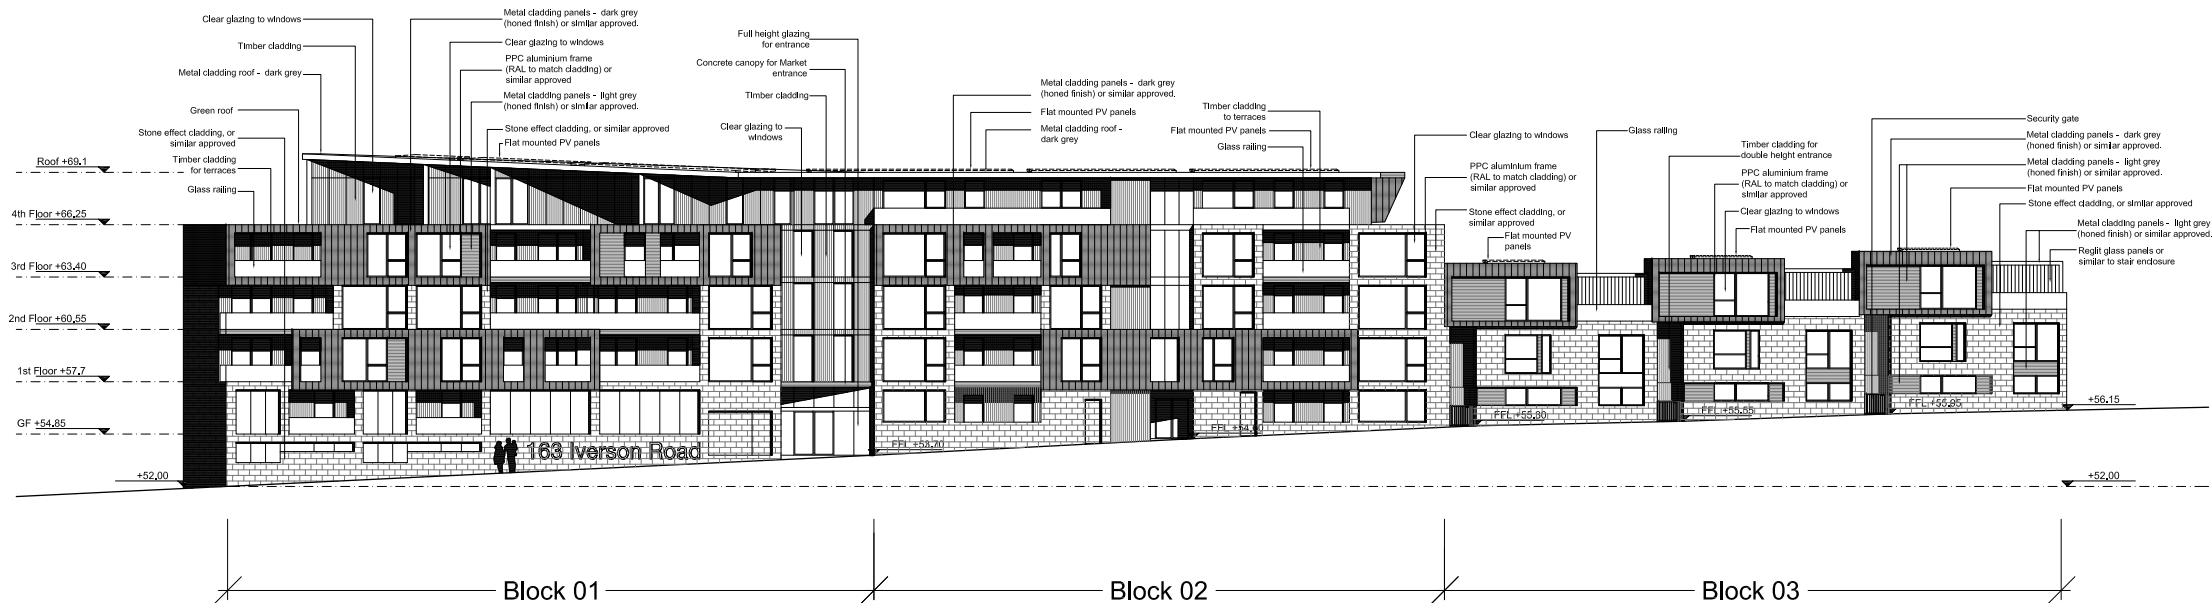 Clear glazing to windows
Timber cladding
Metal cladding roof - dark grey
Green roof
Stone effect cladding, or
similar approved
Timber cladding
for terraces
Glass railing
Metal cladding panels - dark grey
(honed finish) or similar approved.
Clear glazing to windows
PPC aluminium frame
(RAL to match cladding) or
similar approved
Metal cladding panels - light grey
(honed finish) or similar approved.
Stone effect cladding, or similar approved
Flat mounted PV panels
Full height glazing
for entrance
Concrete canopy for Market
entrance
Timber cladding
Clear glazing to
windows
Metal cladding panels - dark grey
(honed finish) or similar approved.
Flat mounted PV panels
Metal cladding roof -
dark grey
Timber cladding
to terraces
Flat mounted PV panels
Glass railing
Clear glazing to windows
PPC aluminium frame
(RAL to match cladding) or
similar approved
Stone effect cladding, or
similar approved
Flat mounted PV
panels
Glass railing
Timber cladding for
double height entrance
PPC aluminium frame
(RAL to match cladding) or
similar approved
Clear glazing to windows
Flat mounted PV panels
Security gate
Metal cladding panels - dark grey
(honed finish) or similar approved.
Metal cladding panels - light grey
(honed finish) or similar approved.
Flat mounted PV panels
Stone effect cladding, or similar approved
Metal cladding panels - light grey
(honed finish) or similar approved.
Reglit glass panels or
similar to stair enclosure
Roof +69.1
4th Floor +66.25
3rd Floor +63.40
2nd Floor +60.55
1st Floor +57.7
GF +54.85
+52.00
163 Iverson Road
FFL +53.70
FFL
FFL +55.30
FFL +55.55
FFL +55.95
+56.15
+52.00
Block 01
Block 02
Block 03